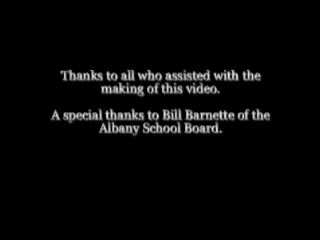 Thanks to all who assisted with the
making of this video.
A special thanks to Bill Barnette of the
Albany School Board.